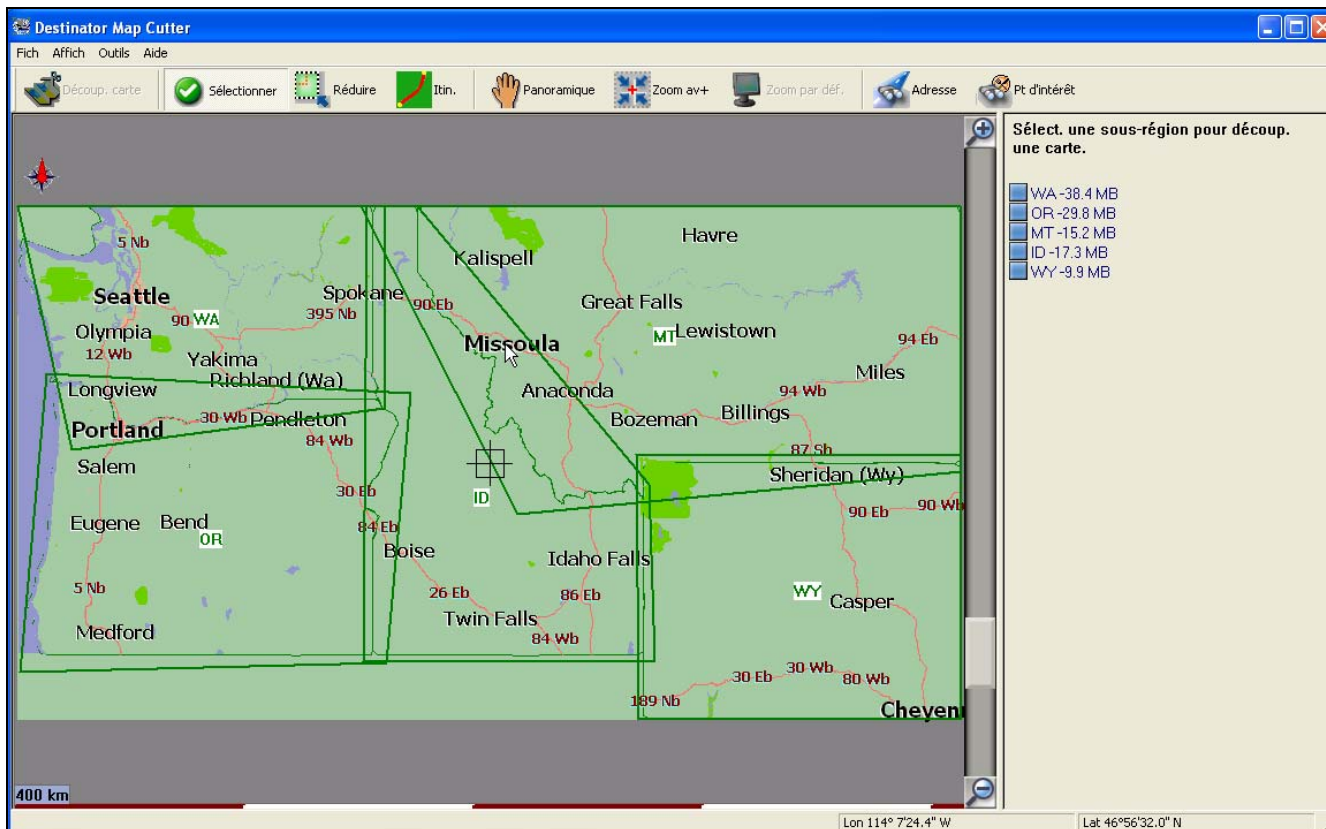 Destinator Map Cutter
Fich Affich Outils Aide
Découp. carte Sélectionner Réduire Itin. Panoramique Zoom av+ Zoom par déf. Adresse Pt d'intérêt
Sélect. une sous-région pour découp.
une carte.
WA -38.4 MB
OR -29.8 MB
MT -15.2 MB
ID -17.3 MB
WY -9.9 MB
5 Nb
Havre
Kalispell
Seattle
Spokane
90 Eb
Great Falls
90 WA
395 Nb
Olympia
MT Lewistown
12 Wb
Missoula
94 Eb
Yakima
Richland (Wa)
Miles
Longview
Anaconda
94 Wb
30 Wb Pendleton
Bozeman
Billings
Portland
84 Wb
87 Sb
Salem
Sheridan (Wy)
30 Eb
ID
90 Eb
90 Wb
Eugene
Bend
84 Eb
OR
Boise
Idaho Falls
5 Nb
26 Eb
86 Eb
WY
Casper
Medford
Twin Falls
84 Wb
30 Eb
30 Wb
80 Wb
189 Nb
Cheyen
400 km
Lon 114° 7'24.4" W
Lat 46°56'32.0" N